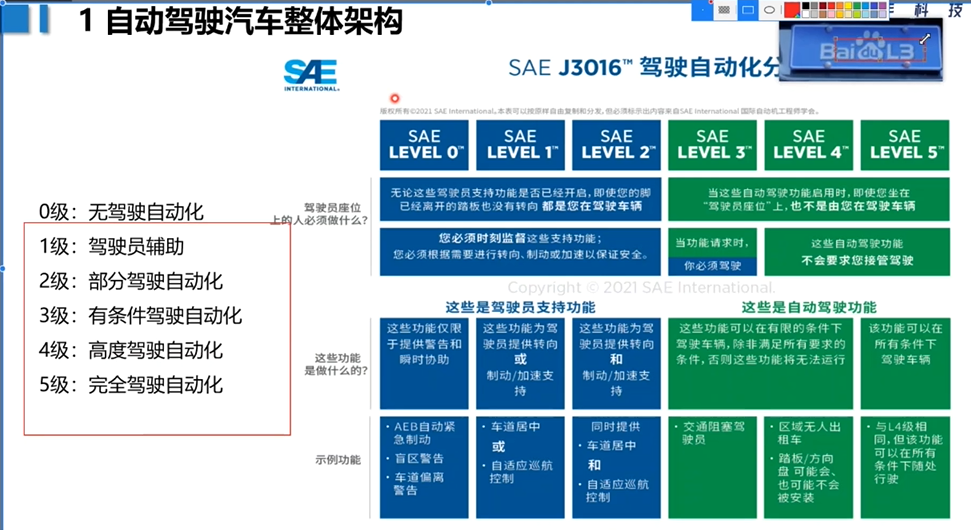 1 自动驾驶汽车整体架构
科 技
Baidu L3
SAE
INTERNATIONAL
SAE J3016™ 驾驶自动化分
版权所有©2021 SAE International。本表可以按原样自由复制和分发，但必须标示出内容来自SAE International 国际自动机工程师学会。
SAE
LEVEL 0™
SAE
LEVEL 1™
SAE
LEVEL 2™
SAE
LEVEL 3™
SAE
LEVEL 4™
SAE
LEVEL 5™
0级：无驾驶自动化
1级：驾驶员辅助
2级：部分驾驶自动化
3级：有条件驾驶自动化
4级：高度驾驶自动化
5级：完全驾驶自动化
驾驶员座位
上的人必须做什么？
无论这些驾驶员支持功能是否已经开启，即使您的脚
已经离开的踏板也没有转向 都是您在驾驶车辆
当这些自动驾驶功能启用时，即使您坐在
“驾驶员座位”上，也不是由您在驾驶车辆
您必须时刻监督这些支持功能；
您必须根据需要进行转向、制动或加速以保证安全。
当功能请求时，
你必须驾驶
这些自动驾驶功能
不会要求您接管驾驶
Copyright © 2021 SAE International.
这些是驾驶员支持功能
这些是自动驾驶功能
这些功能
是做什么的？
这些功能仅限
于提供警告和
瞬时协助
这些功能为驾
驶员提供转向
或
制动/加速支
持
这些功能为驾
驶员提供转向
和
制动/加速支
持
这些功能可以在有限的条件下
驾驶车辆，除非满足所有要求的
条件，否则这些功能将无法运行
该功能可以在
所有条件下
驾驶车辆
示例功能
• AEB自动紧
急制动
• 盲区警告
• 车道偏离
警告
• 车道居中
或
• 自适应巡航
控制
同时提供
• 车道居中
和
• 自适应巡航
控制
• 交通阻塞驾
驶员
• 区域无人出
租车
• 踏板/方向
盘 可能会、
也可能不会
被安装
• 与L4级相
同，但该功能
可以在所有
条件下随处
行驶